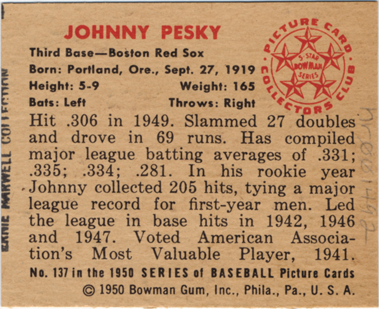 JOHNNY PESKY
Third Base—Boston Red Sox
Born: Portland, Ore., Sept. 27, 1919
Height: 5-9 Weight: 165
Bats: Left Throws: Right
PICTURE CARD
COLLECTORS CLUB
5-STAR
BOWMAN
SERIES
Hit .306 in 1949. Slammed 27 doubles
and drove in 69 runs. Has compiled
major league batting averages of .331;
.335; .334; .281. In his rookie year
Johnny collected 205 hits, tying a major
league record for first-year men. Led
the league in base hits in 1942, 1946
and 1947. Voted American Associa-
tion's Most Valuable Player, 1941.
No. 137 in the 1950 SERIES of BASEBALL Picture Cards
© 1950 Bowman Gum, Inc., Phila., Pa., U. S. A.
ERNIE HARWELL COLLECTION